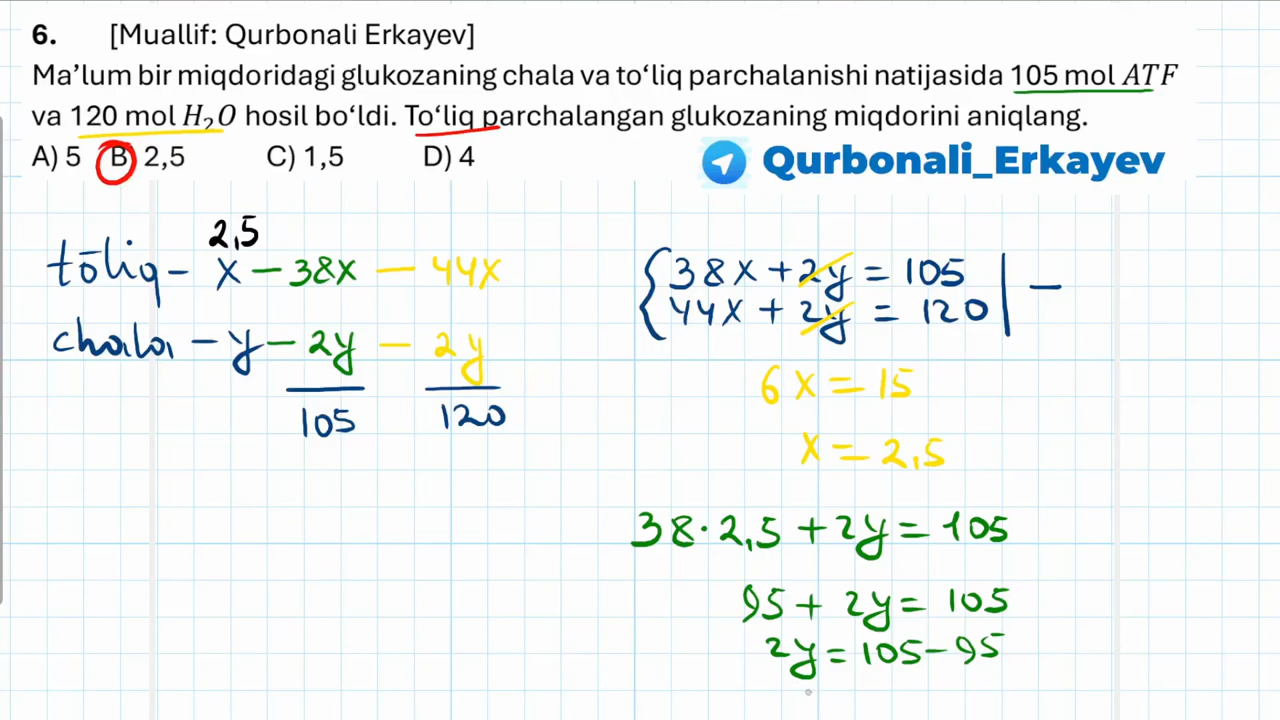 6. [Muallif: Qurbonali Erkayev]
Ma’lum bir miqdoridagi glukozaning chala va to‘liq parchalanishi natijasida 105 mol ATF
va 120 mol H₂O hosil bo‘ldi. To‘liq parchalangan glukozaning miqdorini aniqlang.
A) 5 B) 2,5 C) 1,5 D) 4
Qurbonali_Erkayev
2,5
tōliq – x – 38x – 44x
chala – y – 2y – 2y
105 120
38x + 2y = 105
44x + 2y = 120 –
6x = 15
x = 2,5
38·2,5 + 2y = 105
95 + 2y = 105
2y = 105 – 95